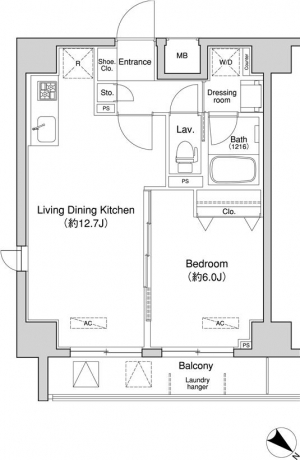 R
Shoe.
Clo.
Entrance
MB
W/D
Counter
Sto.
PS
Dressing
room
Lav.
Bath
(1216)
PS
Living Dining Kitchen
(約12.7J)
Clo.
Bedroom
(約6.0J)
AC
AC
PS
Balcony
Laundry
hanger
N